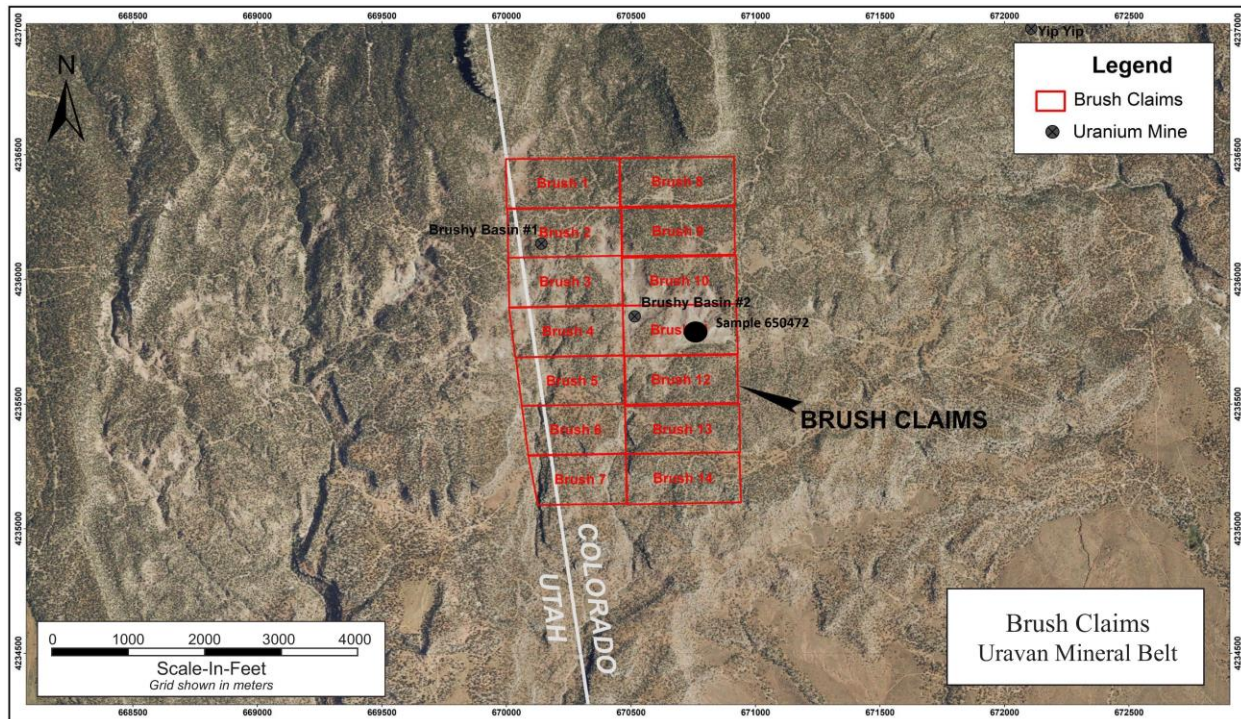 668500 669000 669500 670000 670500 671000 671500 672000 672500
4237000
4237000
Yip Yip
N
Legend
Brush Claims
Uranium Mine
4236500
4236500
Brush 1
Brush 8
Brushy Basin #1
Brush 2
Brush 9
4236000
4236000
Brush 3
Brush 10
Brushy Basin #2
Brush 4
Sample 650472
Brush 5
Brush 12
4235500
4235500
BRUSH CLAIMS
Brush 6
Brush 13
Brush 7
Brush 14
4235000
4235000
UTAH
COLORADO
0 1000 2000 3000 4000
Scale-In-Feet
Grid shown in meters
Brush Claims
Uravan Mineral Belt
4234500
4234500
668500 669000 669500 670000 670500 671000 671500 672000 672500